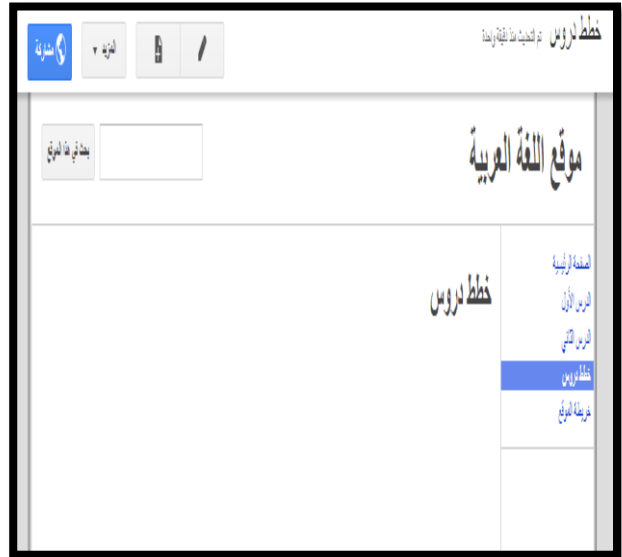 خطط دروس تم التحديث منذ دقيقة واحدة
المزيد
مشاركة
موقع اللغة العربية
بحث في هذا الموقع
الصفحة الرئيسية
الدرس الأول
الدرس الثاني
خطط دروس
خريطة الموقع
خطط دروس